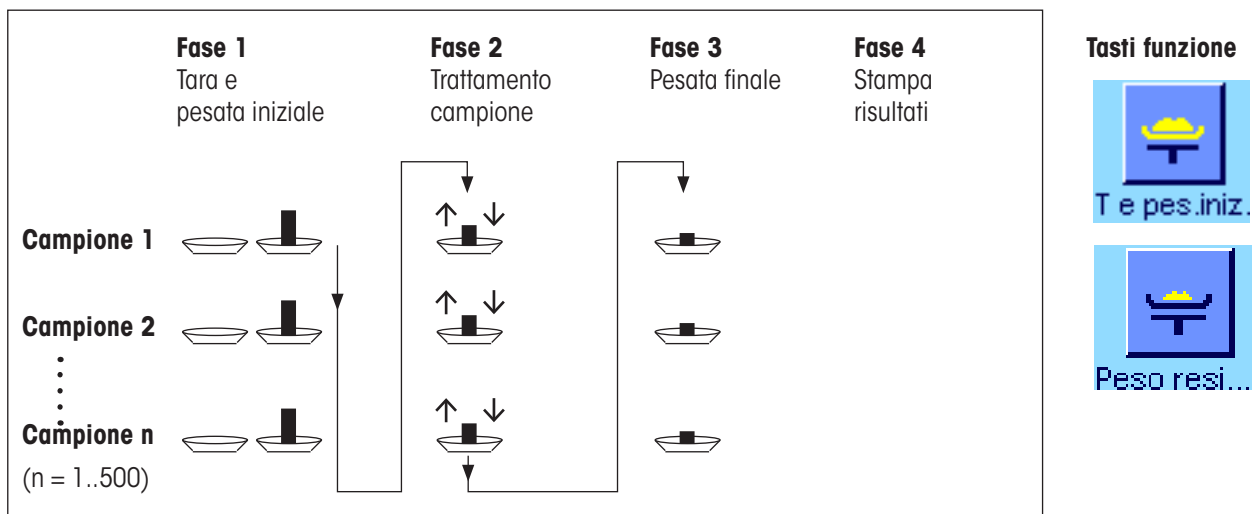 Fase 1
Tara e
pesata iniziale
Fase 2
Trattamento
campione
Fase 3
Pesata finale
Fase 4
Stampa
risultati
Tasti funzione
T e pes.iniz.
Peso resi...
Campione 1
Campione 2
Campione n
(n = 1..500)